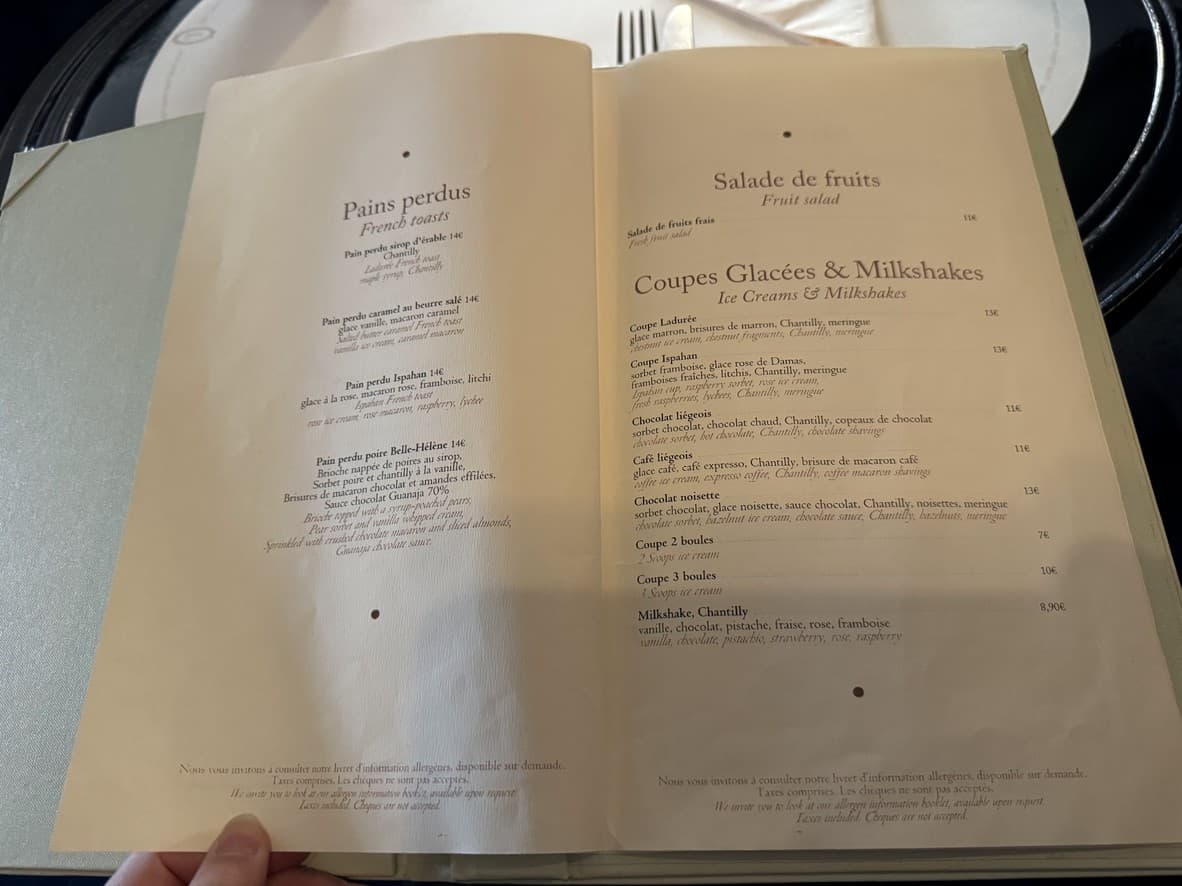 Pains perdus
French toasts
Pain perdu sirop d'érable 14€
Chantilly
Ladurée French toast
maple syrup, Chantilly
Pain perdu caramel au beurre salé 14€
glace vanille, macaron caramel
Salted butter caramel French toast
vanilla ice cream, caramel macaron
Pain perdu Ispahan 14€
glace à la rose, macaron rose, framboise, litchi
Ispahan French toast
rose ice cream, rose macaron, raspberry, lychee
Pain perdu poire Belle-Hélène 14€
Brioche nappée de poires au sirop,
Sorbet poire et chantilly à la vanille,
Brisures de macaron chocolat et amandes effilées,
Sauce chocolat Guanaja 70%
Brioche topped with a syrup-poached pears,
Pear sorbet and vanilla whipped cream,
Sprinkled with crushed chocolate macaron and sliced almonds,
Guanaja chocolate sauce.
Nous vous invitons à consulter notre livret d'information allergènes, disponible sur demande.
Taxes comprises. Les chèques ne sont pas acceptés.
We invite you to look at our allergen information booklet, available upon request.
Taxes included. Cheques are not accepted.
Salade de fruits
Fruit salad
Salade de fruits frais 11€
Fresh fruit salad
Coupes Glacées & Milkshakes
Ice Creams & Milkshakes
Coupe Ladurée 13€
glace marron, brisures de marron, Chantilly, meringue
chestnut ice cream, chestnut fragments, Chantilly, meringue
Coupe Ispahan 13€
sorbet framboise, glace rose de Damas,
framboises fraîches, litchis, Chantilly, meringue
Ispahan cup, raspberry sorbet, rose ice cream,
fresh raspberries, lychees, Chantilly, meringue
Chocolat liégeois 11€
sorbet chocolat, chocolat chaud, Chantilly, copeaux de chocolat
chocolate sorbet, hot chocolate, Chantilly, chocolate shavings
Café liégeois 11€
glace café, café expresso, Chantilly, brisure de macaron café
coffee ice cream, expresso coffee, Chantilly, coffee macaron shavings
Chocolat noisette 13€
sorbet chocolat, glace noisette, sauce chocolat, Chantilly, noisettes, meringue
chocolate sorbet, hazelnut ice cream, chocolate sauce, Chantilly, hazelnuts, meringue
Coupe 2 boules 7€
2 Scoops ice cream
Coupe 3 boules 10€
3 Scoops ice cream
Milkshake, Chantilly 8,90€
vanille, chocolat, pistache, fraise, rose, framboise
vanilla, chocolate, pistachio, strawberry, rose, raspberry
Nous vous invitons à consulter notre livret d'information allergènes, disponible sur demande.
Taxes comprises. Les chèques ne sont pas acceptés.
We invite you to look at our allergen information booklet, available upon request.
Taxes included. Cheques are not accepted.